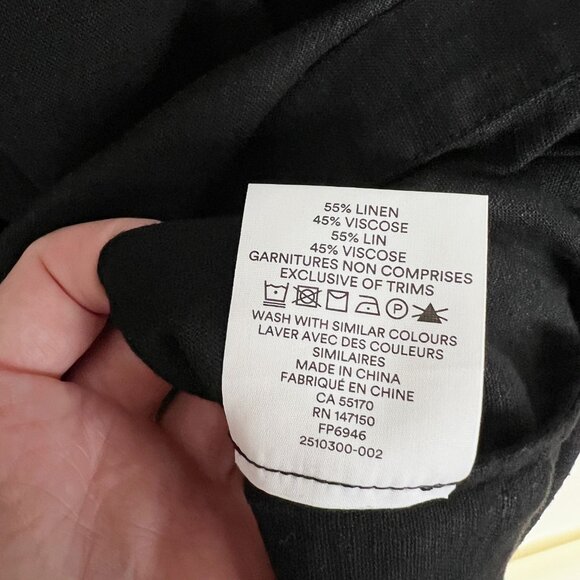 55% LINEN
45% VISCOSE
55% LIN
45% VISCOSE
GARNITURES NON COMPRISES
EXCLUSIVE OF TRIMS
P
WASH WITH SIMILAR COLOURS
LAVER AVEC DES COULEURS
SIMILAIRES
MADE IN CHINA
FABRIQUÉ EN CHINE
CA 55170
RN 147150
FP6946
2510300-002